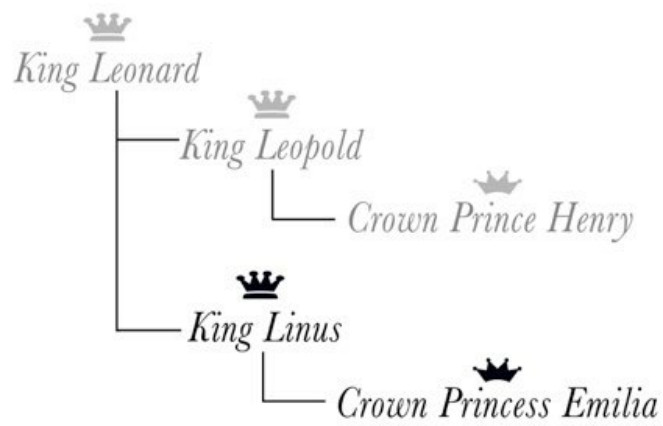 King Leonard
King Leopold
Crown Prince Henry
King Linus
Crown Princess Emilia